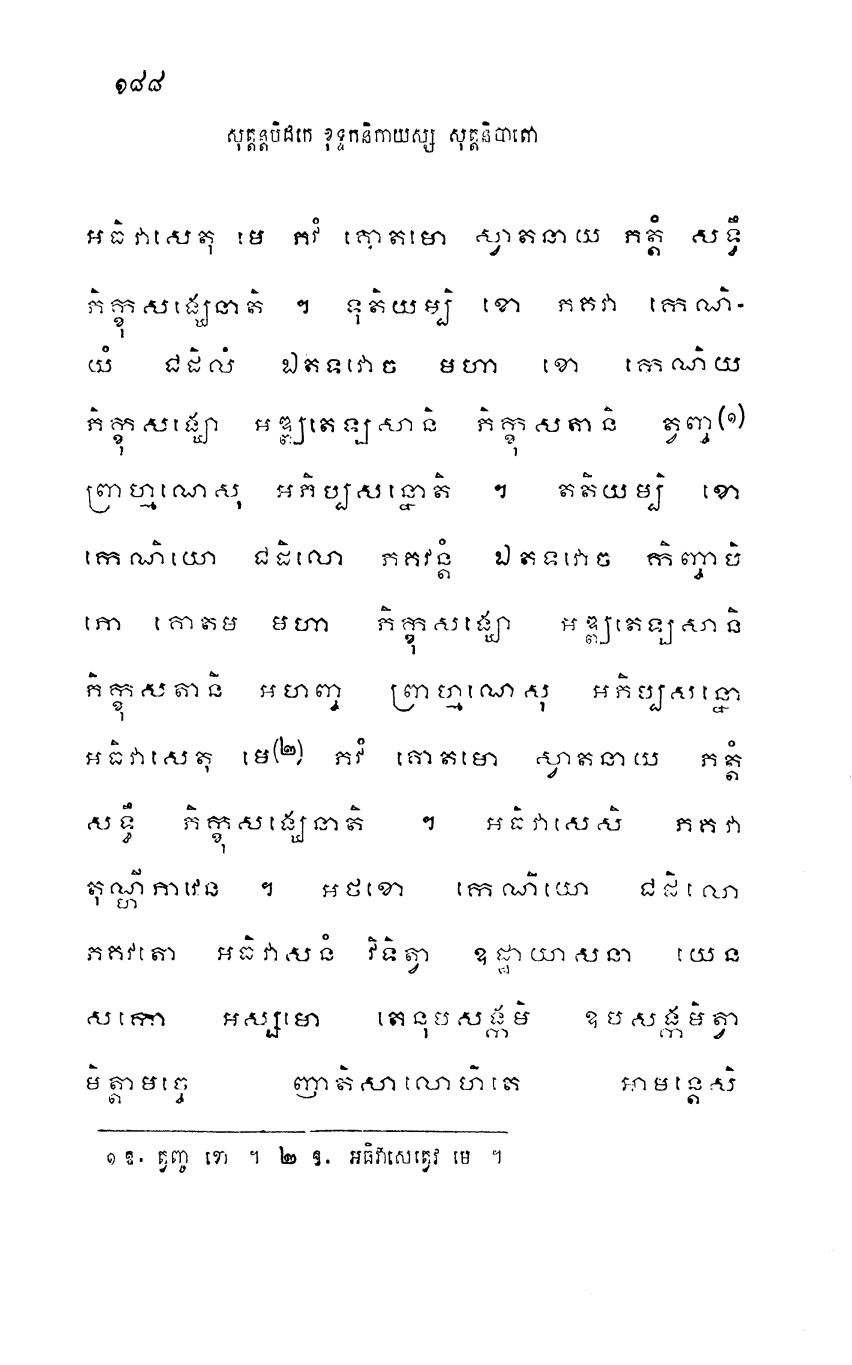 ១៨៨
សុត្តន្តបិដកេ ខុទ្ទកនិកាយស្ស សុត្តនិបាតោ
អធិវាសេតុ មេ ភវំ គោតមោ ស្វាតនាយ ភត្តំ សទ្ធឹ
ភិក្ខុសង្ឃេនាតិ ។ ទុតិយម្បិ ខោ ភគវា កេណិ-
យំ ជដិលំ ឯតទវោច មហា ខោ កេណិយ
ភិក្ខុសង្ឃោ អឌ្ឍតេឡសានិ ភិក្ខុសតានិ ត្វញ្ច(១)
ព្រាហ្មណេសុ អភិប្បសន្នោតិ ។ តតិយម្បិ ខោ
កេណិយោ ជដិលោ ភគវន្តំ ឯតទវោច កិញ្ចាបិ
ភោ គោតម មហា ភិក្ខុសង្ឃោ អឌ្ឍតេឡសានិ
ភិក្ខុសតានិ អហញ្ច ព្រាហ្មណេសុ អភិប្បសន្នោ
អធិវាសេតុ មេ(២) ភវំ គោតមោ ស្វាតនាយ ភត្តំ
សទ្ធឹ ភិក្ខុសង្ឃេនាតិ ។ អធិវាសេសិ ភគវា
តុណ្ហីភាវេន ។ អថខោ កេណិយោ ជដិលោ
ភគវតោ អធិវាសនំ វិទិត្វា ឧដ្ឋាយាសនា យេន
សកោ អស្សមោ តេនុបសង្កមិ ឧបសង្កមិត្វា
មិត្តាមច្ចេ ញាតិសាលោហិតេ អាមន្តេសិ
១ ឱ. ត្វញ្ច ខោ ។ ២ ឱ. អធិវាសេត្វេវ មេ ។